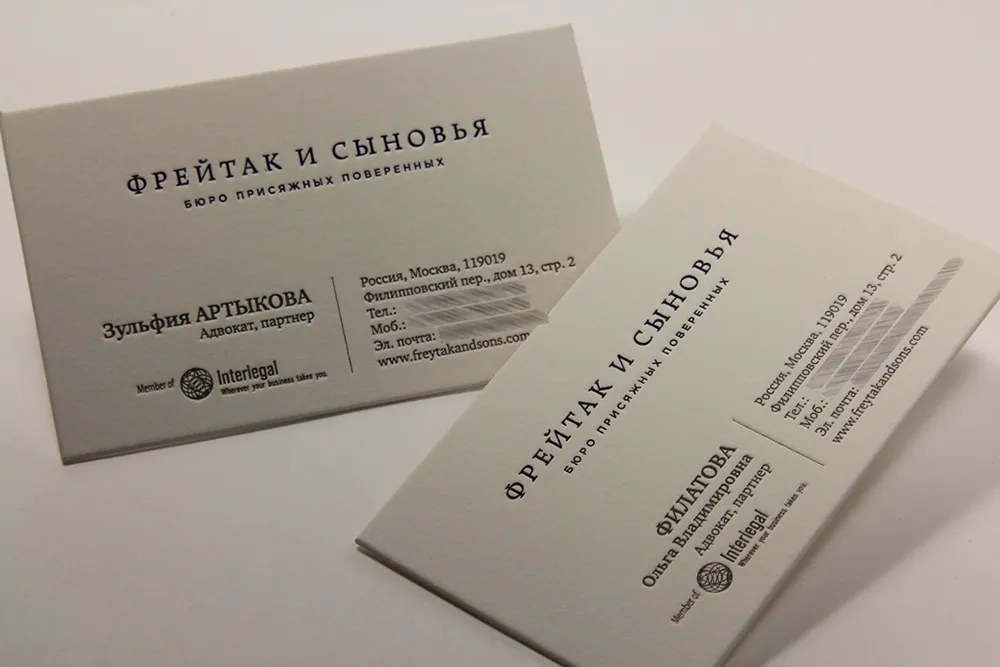 ФРЕЙТАК И СЫНОВЬЯ
БЮРО ПРИСЯЖНЫХ ПОВЕРЕННЫХ
Зульфия АРТЫКОВА
Адвокат, партнер
Member of Interlegal
Wherever your business takes you.
Россия, Москва, 119019
Филипповский пер., дом 13, стр. 2
Тел.:
Моб.:
Эл. почта:
www.freytakandsons.com
ФРЕЙТАК И СЫНОВЬЯ
БЮРО ПРИСЯЖНЫХ ПОВЕРЕННЫХ
ФИЛАТОВА
Ольга Владимировна
Адвокат, партнер
Member of Interlegal
Wherever your business takes you.
Россия, Москва, 119019
Филипповский пер., дом 13, стр. 2
Тел.:
Моб.:
Эл. почта:
www.freytakandsons.com